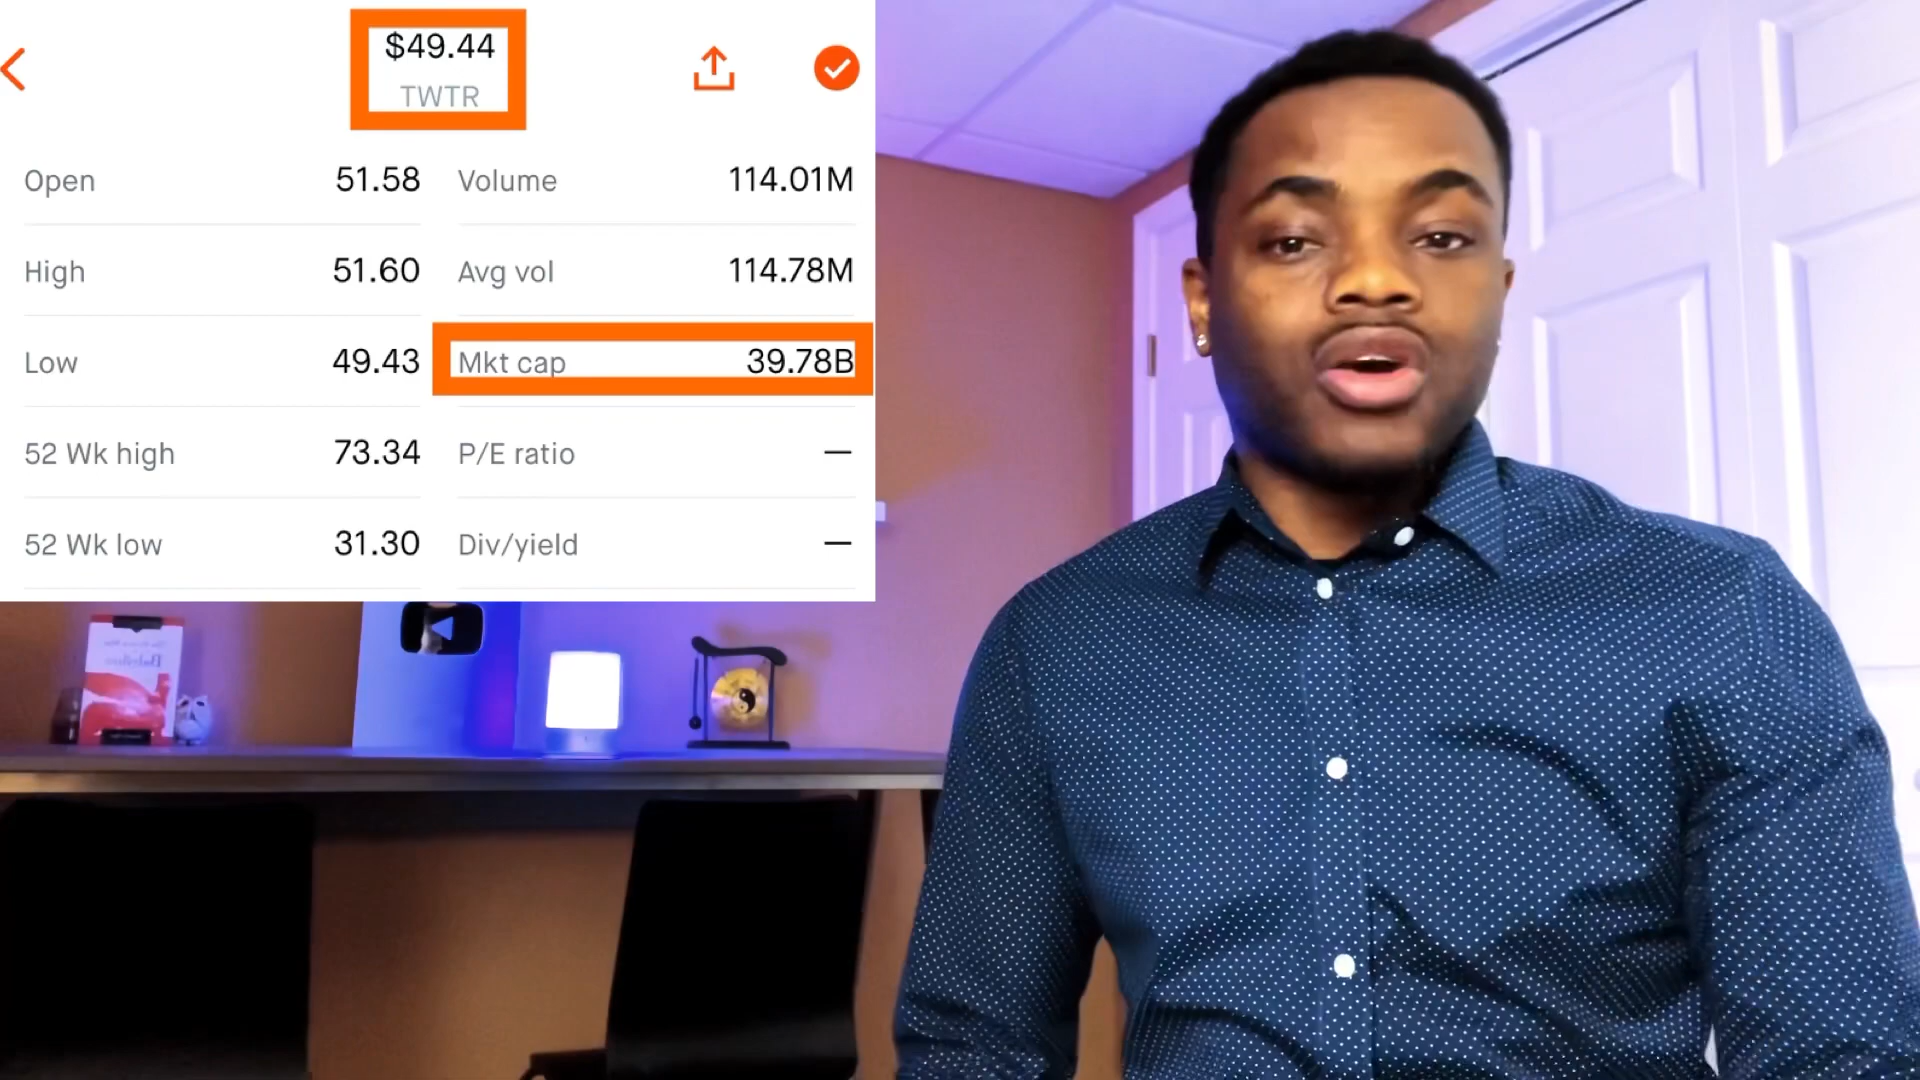 $49.44
TWTR
Open 51.58 Volume 114.01M
High 51.60 Avg vol 114.78M
Low 49.43 Mkt cap 39.78B
52 Wk high 73.34 P/E ratio —
52 Wk low 31.30 Div/yield —